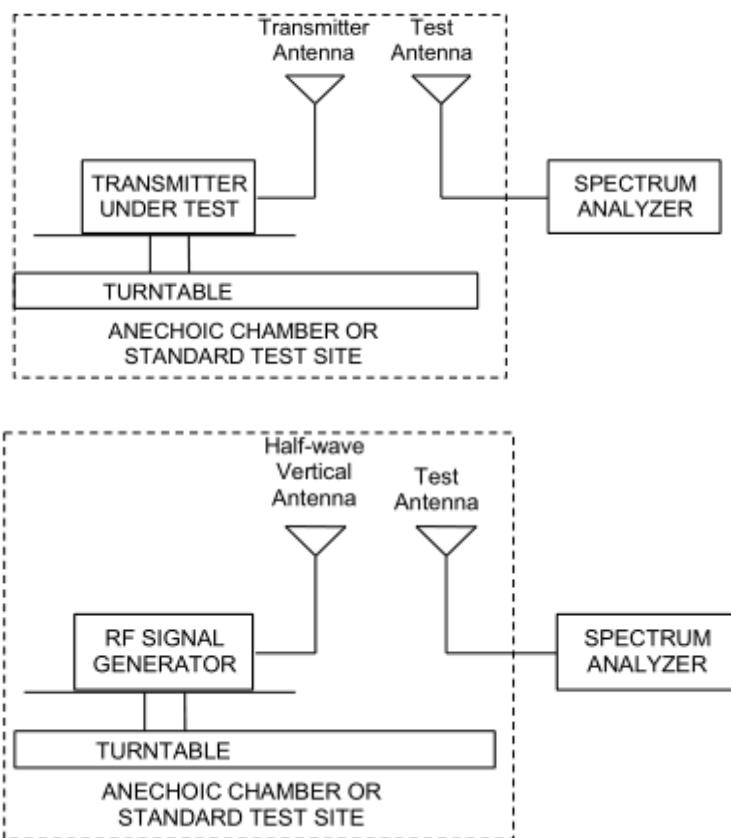 Transmitter
Antenna
Test
Antenna
TRANSMITTER
UNDER TEST
SPECTRUM
ANALYZER
TURNTABLE
ANECHOIC CHAMBER OR
STANDARD TEST SITE
Half-wave
Vertical
Antenna
Test
Antenna
RF SIGNAL
GENERATOR
SPECTRUM
ANALYZER
TURNTABLE
ANECHOIC CHAMBER OR
STANDARD TEST SITE